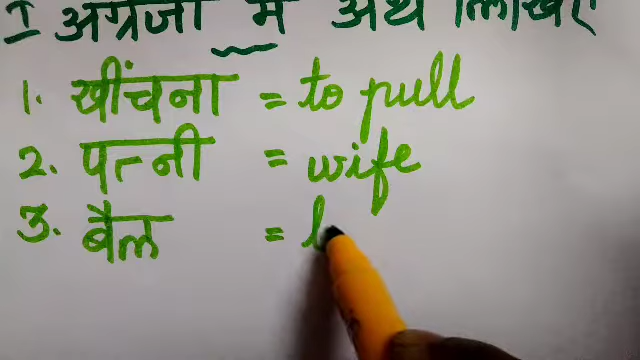 I अंग्रेजी में अर्थ लिखिए
1. खींचना = to pull
2. पत्नी = wife
3. बैल =